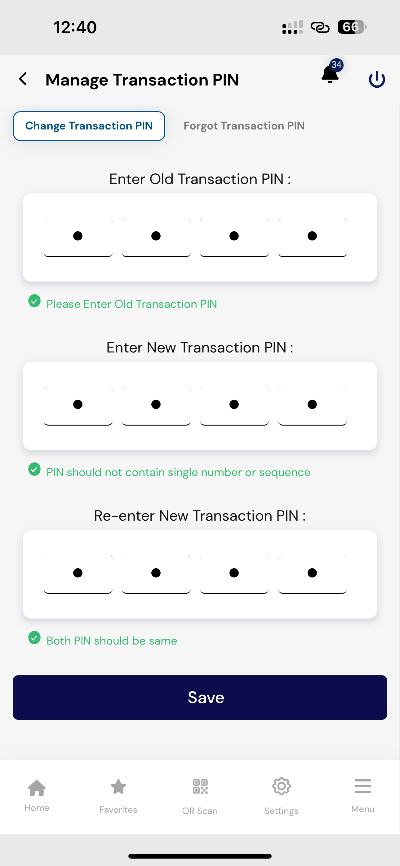 12:40
66
Manage Transaction PIN
34
Change Transaction PIN
Forgot Transaction PIN
Enter Old Transaction PIN :
Please Enter Old Transaction PIN
Enter New Transaction PIN :
PIN should not contain single number or sequence
Re-enter New Transaction PIN :
Both PIN should be same
Save
Home
Favorites
QR Scan
Settings
Menu